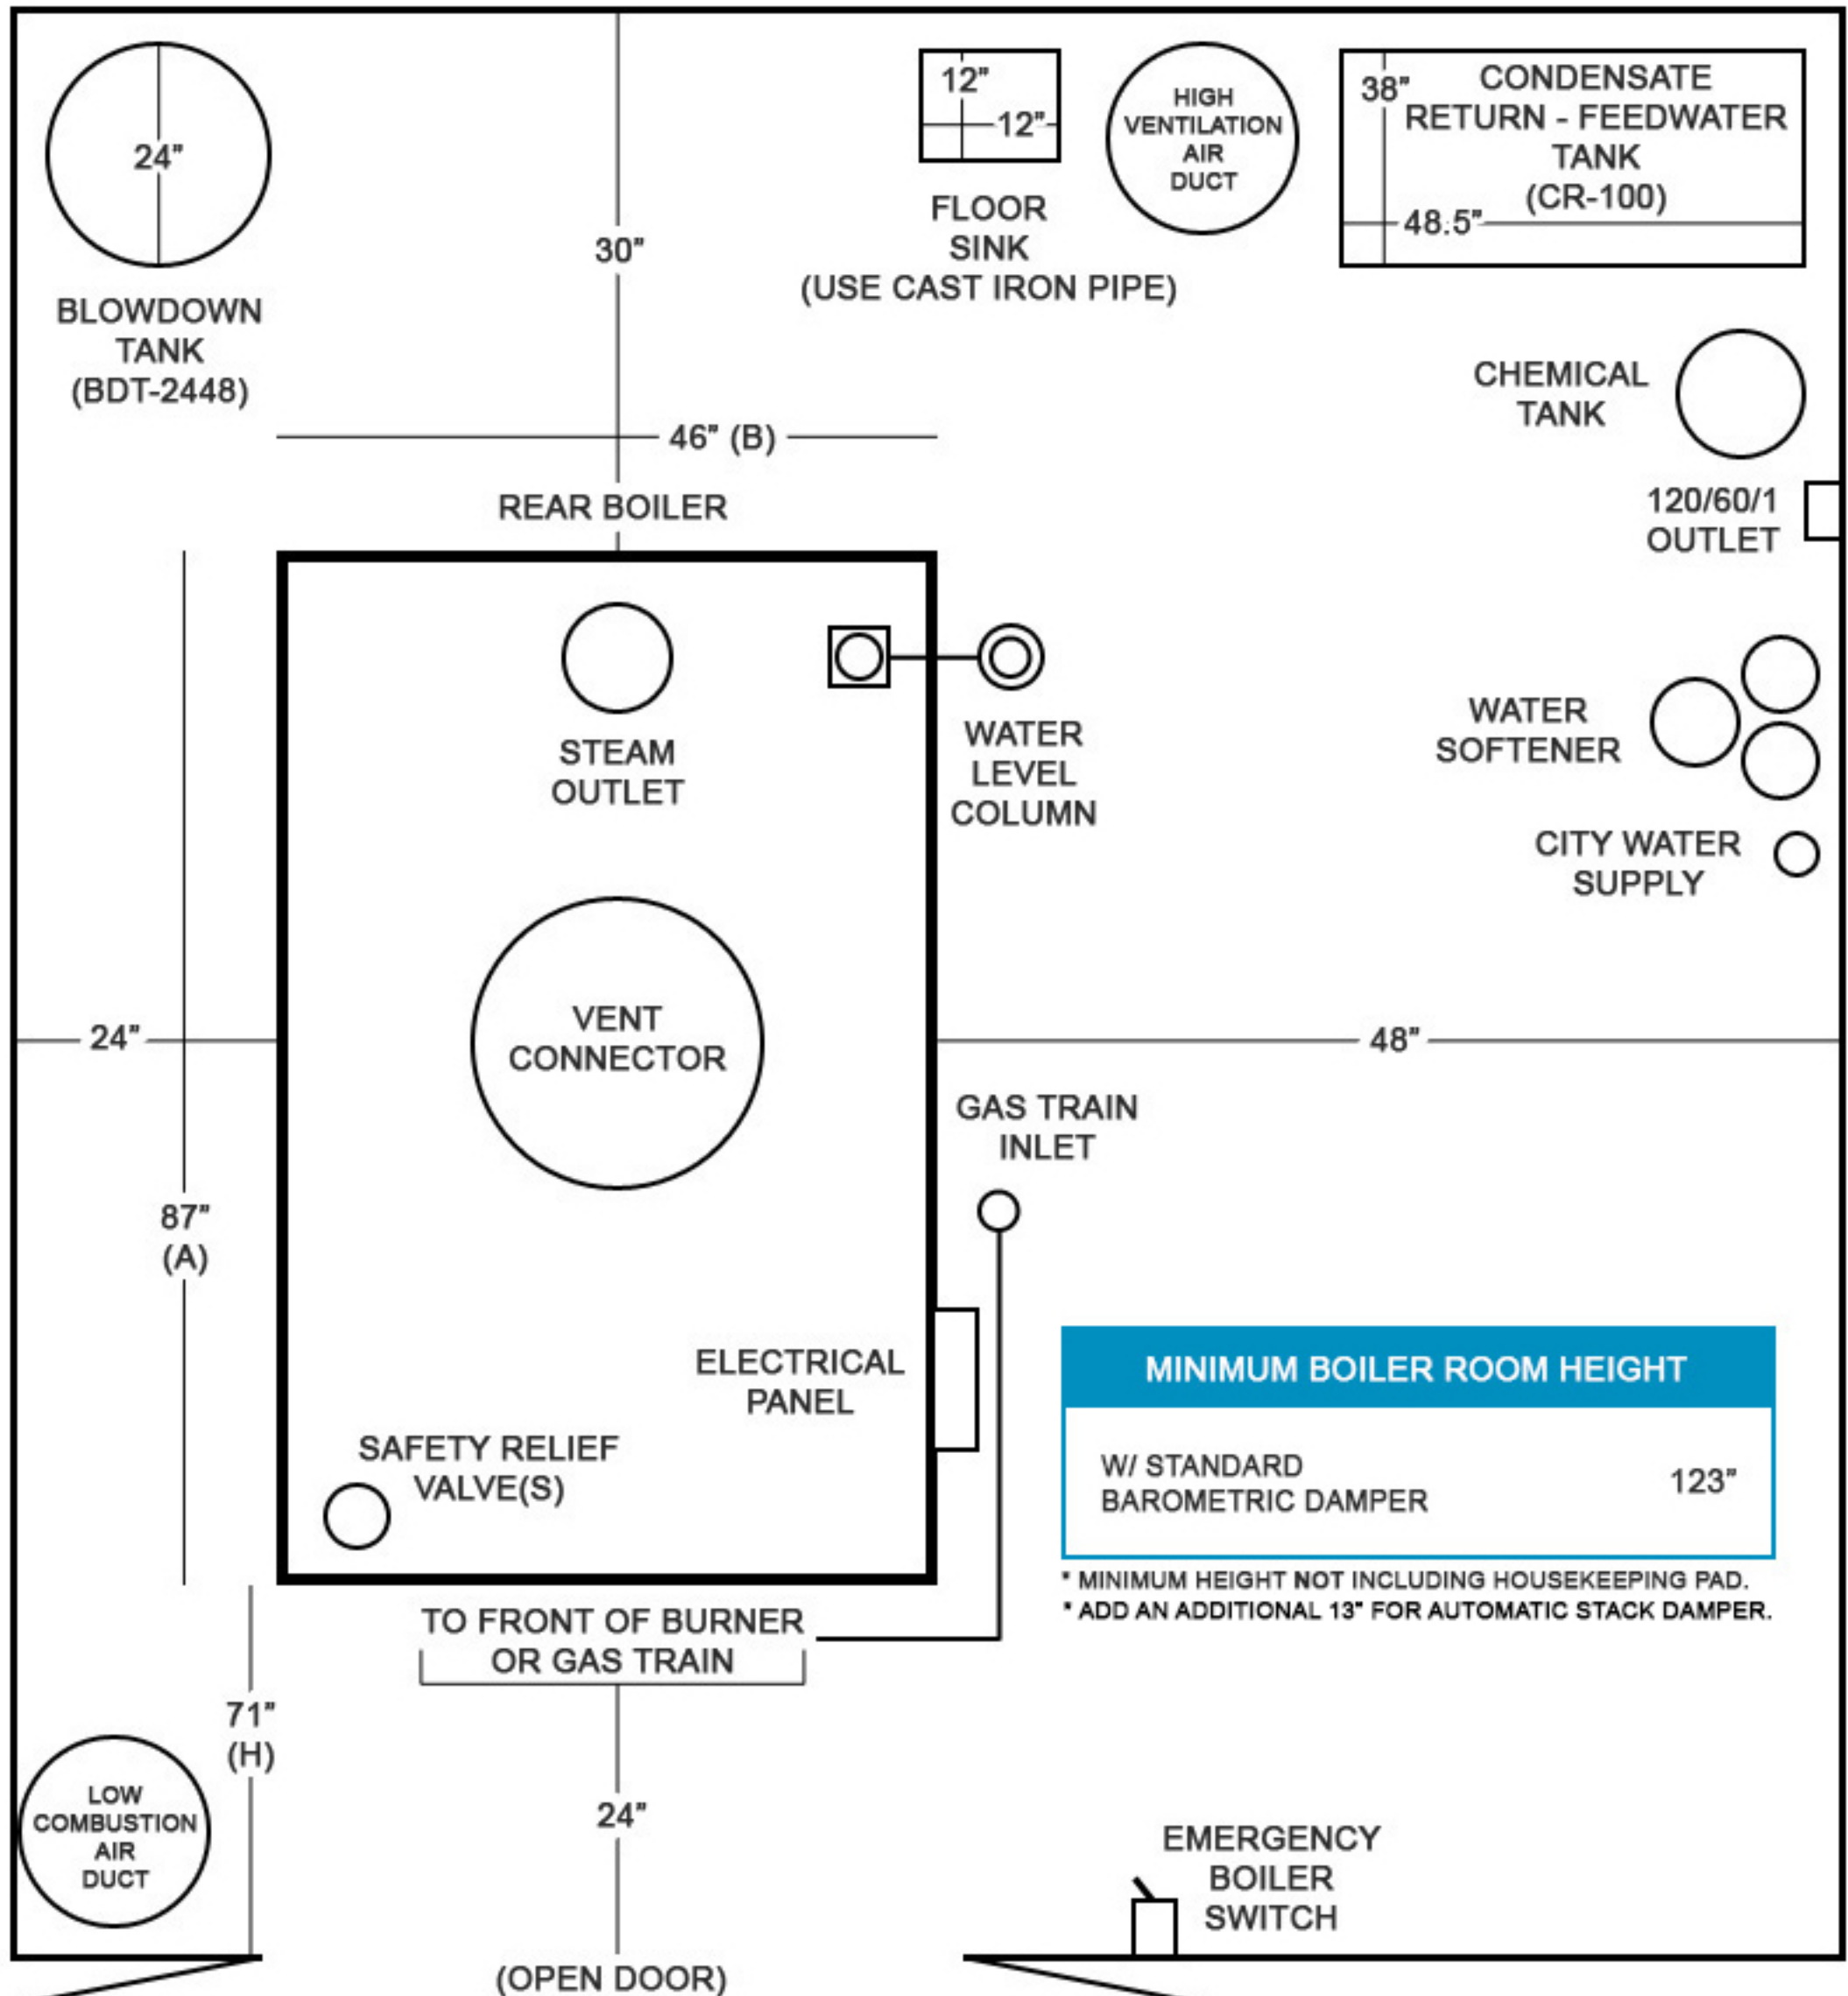 24”
BLOWDOWN
TANK
(BDT-2448)
30”
12”
12”
FLOOR
SINK
(USE CAST IRON PIPE)
HIGH
VENTILATION
AIR
DUCT
38”
CONDENSATE
RETURN - FEEDWATER
TANK
(CR-100)
48.5”
CHEMICAL
TANK
46” (B)
REAR BOILER
120/60/1
OUTLET
STEAM
OUTLET
WATER
LEVEL
COLUMN
WATER
SOFTENER
CITY WATER
SUPPLY
24”
VENT
CONNECTOR
48”
GAS TRAIN
INLET
87”
(A)
ELECTRICAL
PANEL
SAFETY RELIEF
VALVE(S)
MINIMUM BOILER ROOM HEIGHT
W/ STANDARD
BAROMETRIC DAMPER
123”
* MINIMUM HEIGHT NOT INCLUDING HOUSEKEEPING PAD.
* ADD AN ADDITIONAL 13” FOR AUTOMATIC STACK DAMPER.
TO FRONT OF BURNER
OR GAS TRAIN
71”
(H)
LOW
COMBUSTION
AIR
DUCT
24”
EMERGENCY
BOILER
SWITCH
(OPEN DOOR)